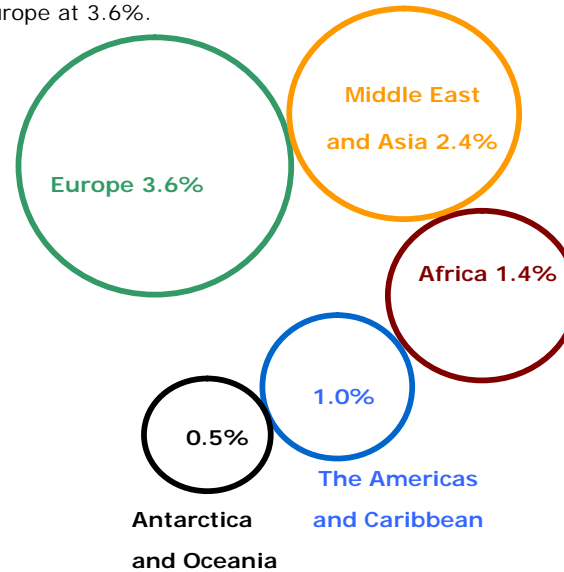 urope at 3.6%.
Middle East
and Asia 2.4%
Europe 3.6%
Africa 1.4%
1.0%
0.5%
The Americas
and Caribbean
Antarctica
and Oceania